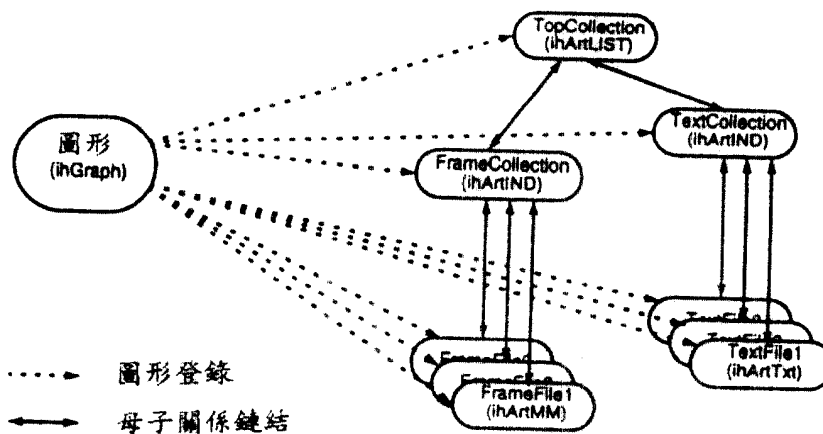 TopCollection
(ihArtLIST)
圖形
(ihGraph)
TextCollection
(ihArtIND)
FrameCollection
(ihArtIND)
TextFile1
(ihArtTxt)
FrameFile1
(ihArtMM)
圖形登錄
母子關係鏈結